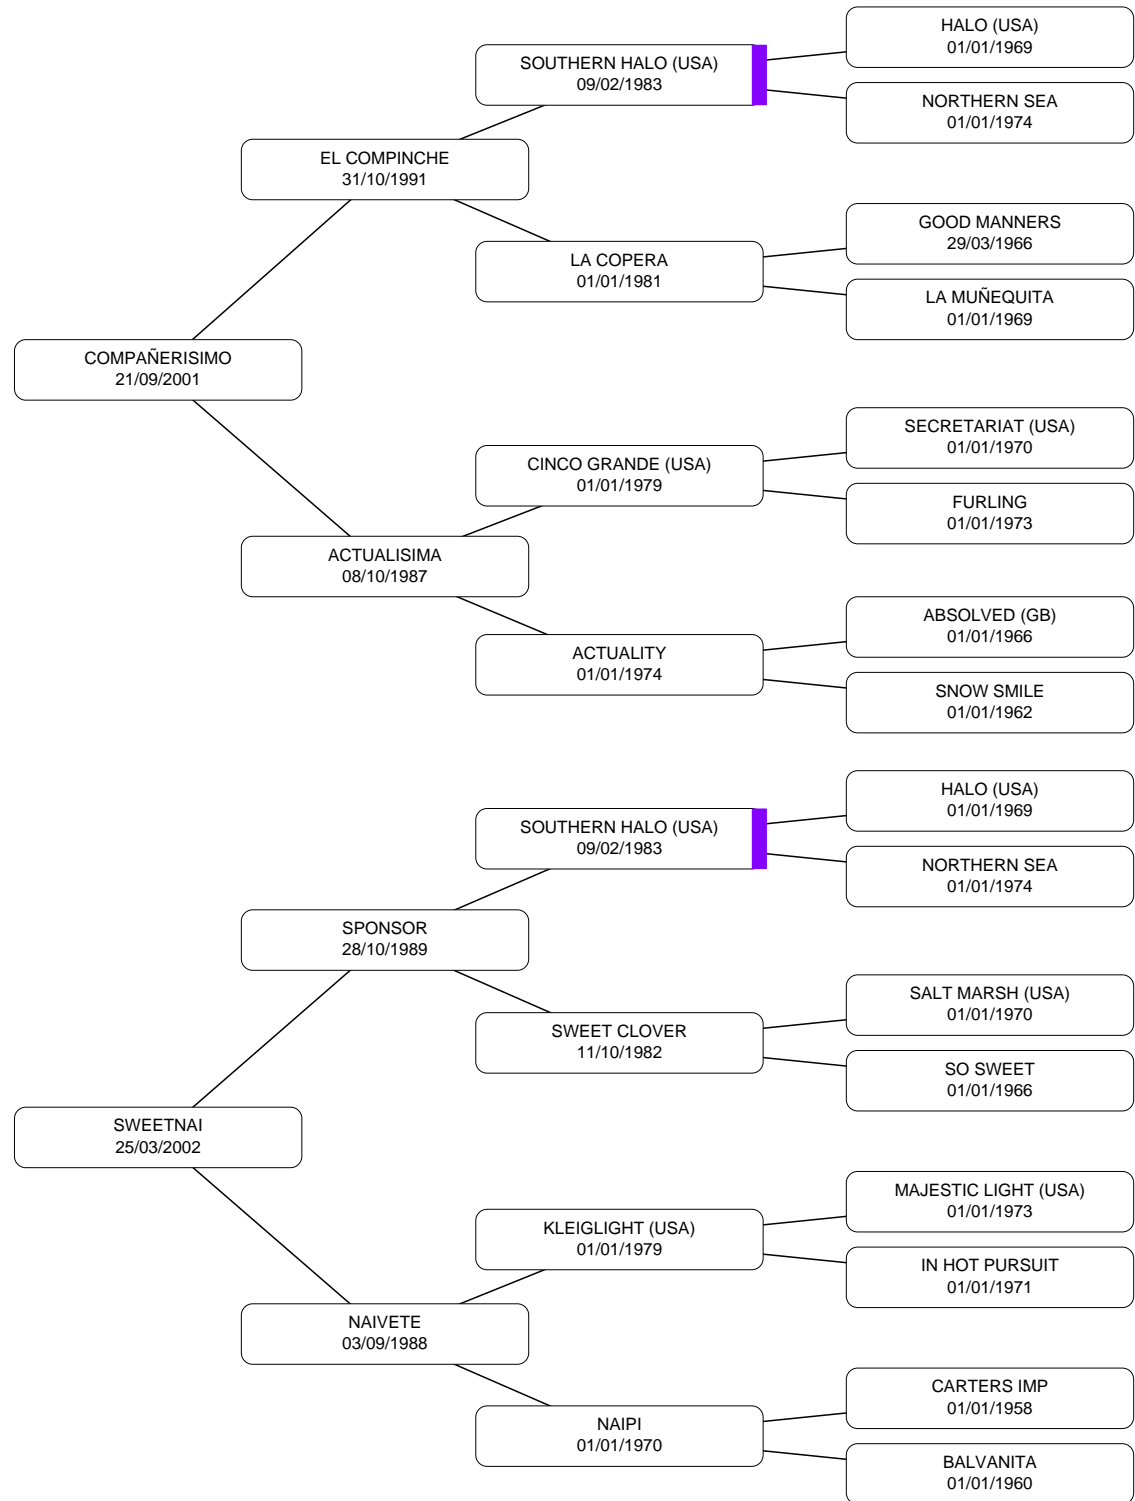 HALO (USA)
01/01/1969
SOUTHERN HALO (USA)
09/02/1983
NORTHERN SEA
01/01/1974
EL COMPINCHE
31/10/1991
GOOD MANNERS
29/03/1966
LA COPERA
01/01/1981
LA MUÑEQUITA
01/01/1969
COMPAÑERISIMO
21/09/2001
SECRETARIAT (USA)
01/01/1970
CINCO GRANDE (USA)
01/01/1979
FURLING
01/01/1973
ACTUALISIMA
08/10/1987
ABSOLVED (GB)
01/01/1966
ACTUALITY
01/01/1974
SNOW SMILE
01/01/1962
HALO (USA)
01/01/1969
SOUTHERN HALO (USA)
09/02/1983
NORTHERN SEA
01/01/1974
SPONSOR
28/10/1989
SALT MARSH (USA)
01/01/1970
SWEET CLOVER
11/10/1982
SO SWEET
01/01/1966
SWEETNAI
25/03/2002
MAJESTIC LIGHT (USA)
01/01/1973
KLEIGLIGHT (USA)
01/01/1979
IN HOT PURSUIT
01/01/1971
NAIVETE
03/09/1988
CARTERS IMP
01/01/1958
NAIPI
01/01/1970
BALVANITA
01/01/1960